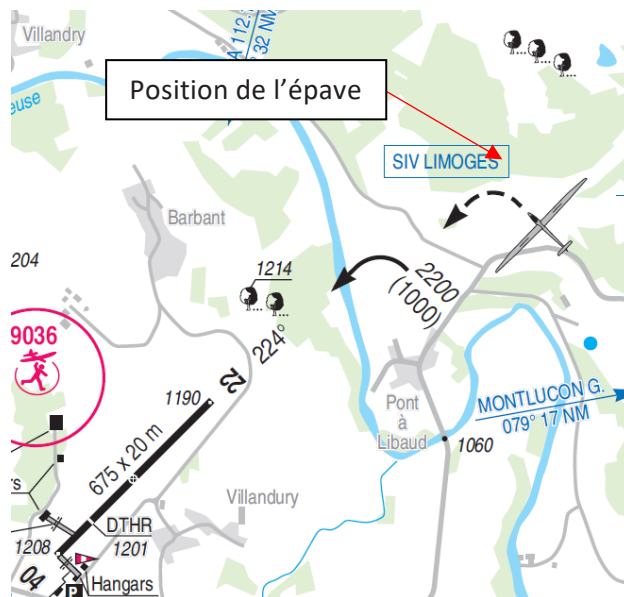 Villandry
A 112.
32 NM
euse
Position de l’épave
SIV LIMOGES
Barbant
204
1214
2200
(1000)
9036
224°
22
1190
MONTLUCON G.
079° 17 NM
Pont
à
Libaud
1060
675 x 20 m
Villandury
rs
DTHR
1208
1201
04
Hangars
P